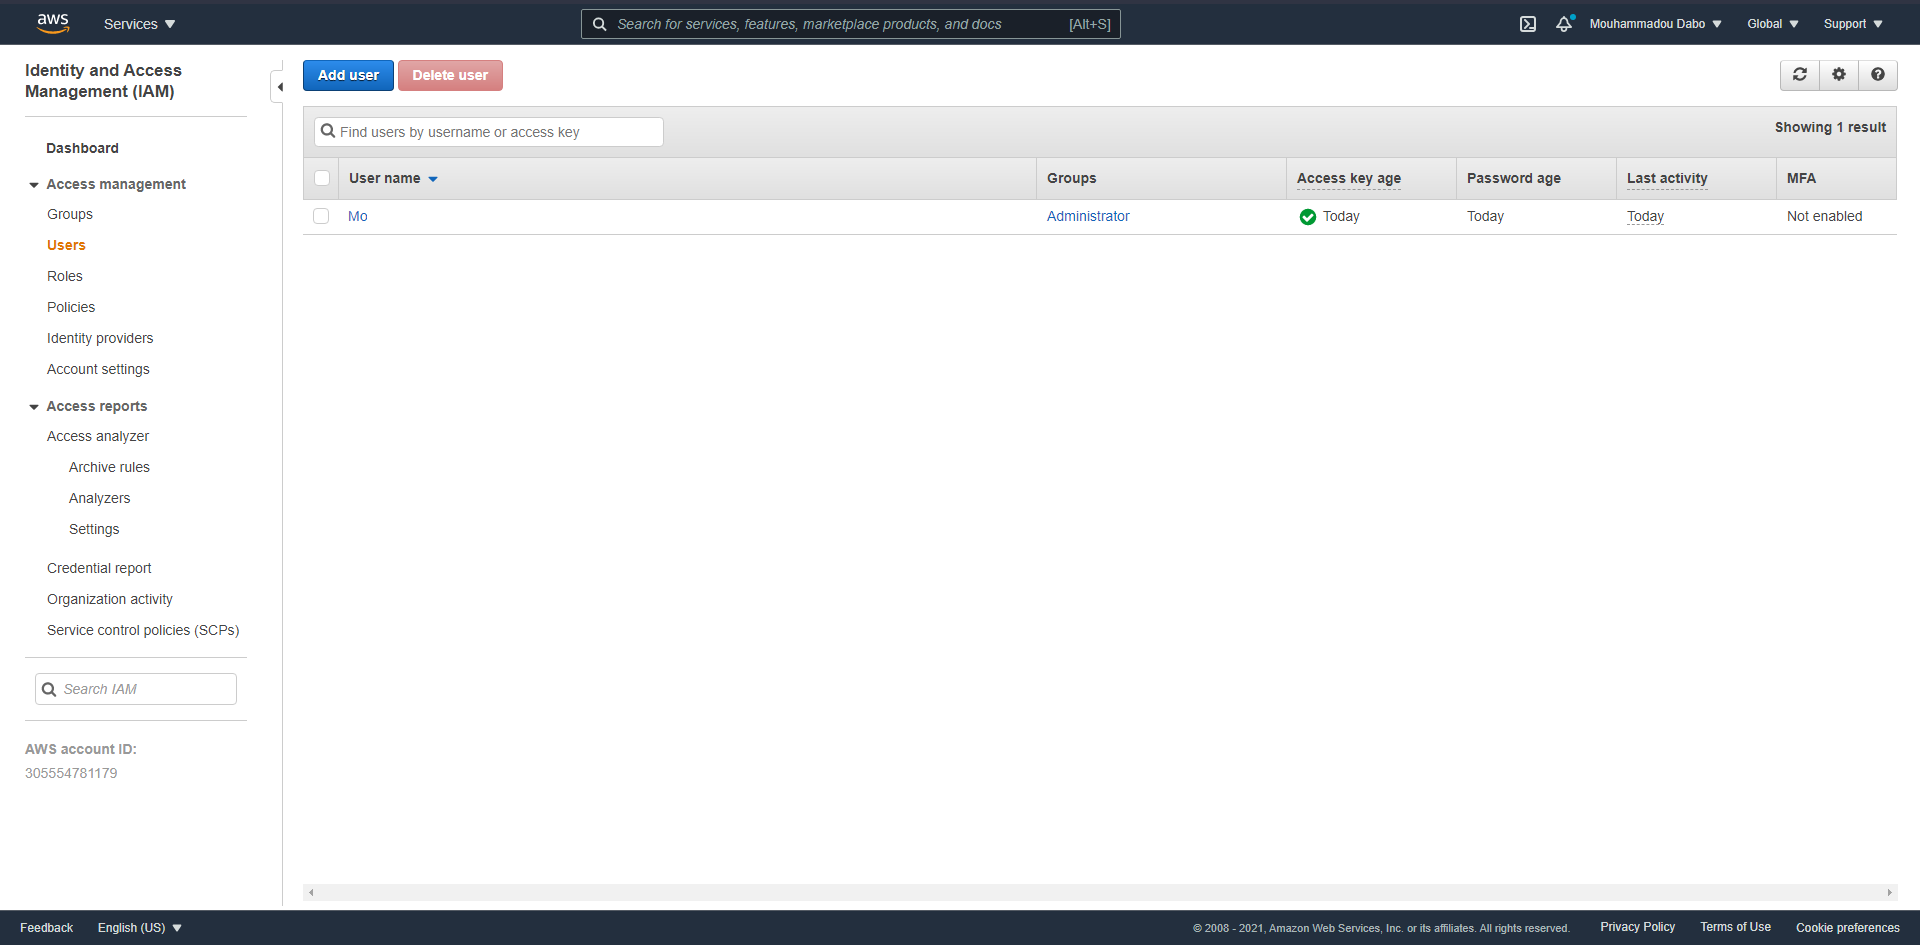 aws Services Search for services, features, marketplace products, and docs [Alt+S] Mouhammadou Dabo Global Support
Identity and Access
Management (IAM)
Dashboard
Access management
Groups
Users
Roles
Policies
Identity providers
Account settings
Access reports
Access analyzer
Archive rules
Analyzers
Settings
Credential report
Organization activity
Service control policies (SCPs)
Search IAM
AWS account ID:
305554781179
Add user Delete user
Find users by username or access key Showing 1 result
User name Groups Access key age Password age Last activity MFA
Mo Administrator Today Today Today Not enabled
Feedback English (US) © 2008 - 2021, Amazon Web Services, Inc. or its affiliates. All rights reserved. Privacy Policy Terms of Use Cookie preferences